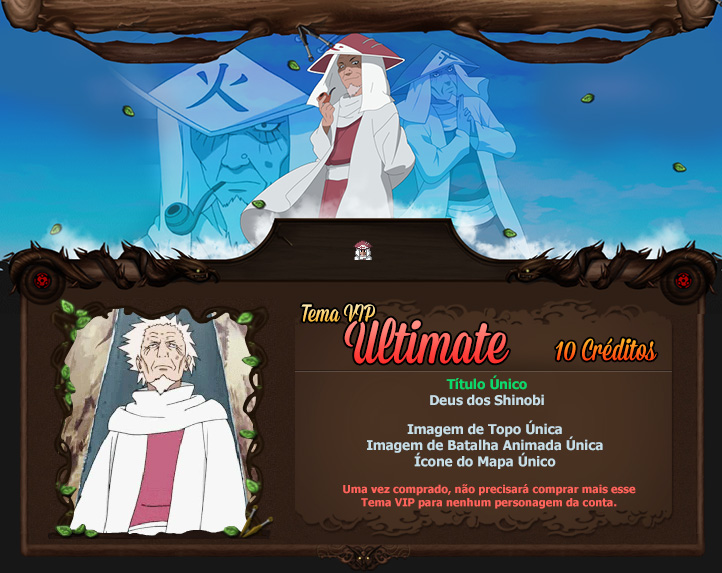 火
Tema VIP
Ultimate
10 Créditos
Título Único
Deus dos Shinobi
Imagem de Topo Única
Imagem de Batalha Animada Única
Ícone do Mapa Único
Uma vez comprado, não precisará comprar mais esse
Tema VIP para nenhum personagem da conta.